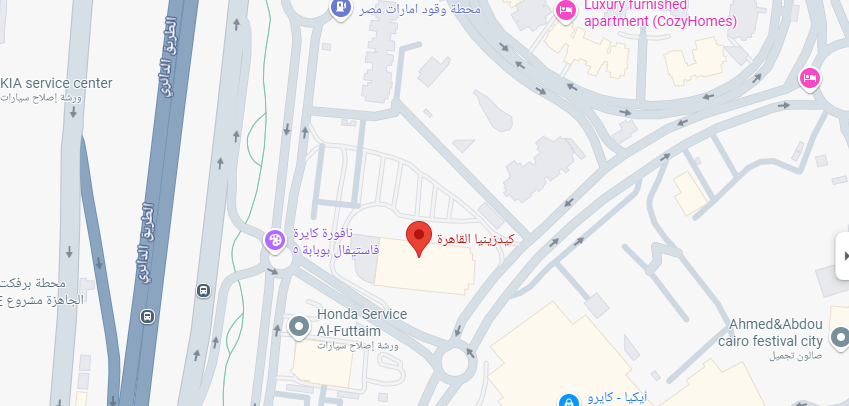 محطة وقود امارات مصر
Luxury furnished
apartment (CozyHomes)
الطريق الدائري
KIA service center
ورشة إصلاح سيارات
الطريق الدائري
نافورة كايرة
فاستيفال بوبابة ٥
كيدزينيا القاهرة
محطة برفكت
الجاهزة مشروع E
Honda Service
Al-Futtaim
ورشة إصلاح سيارات
Ahmed&Abdou
cairo festival city
صالون تجميل
أيكيا - كايرو